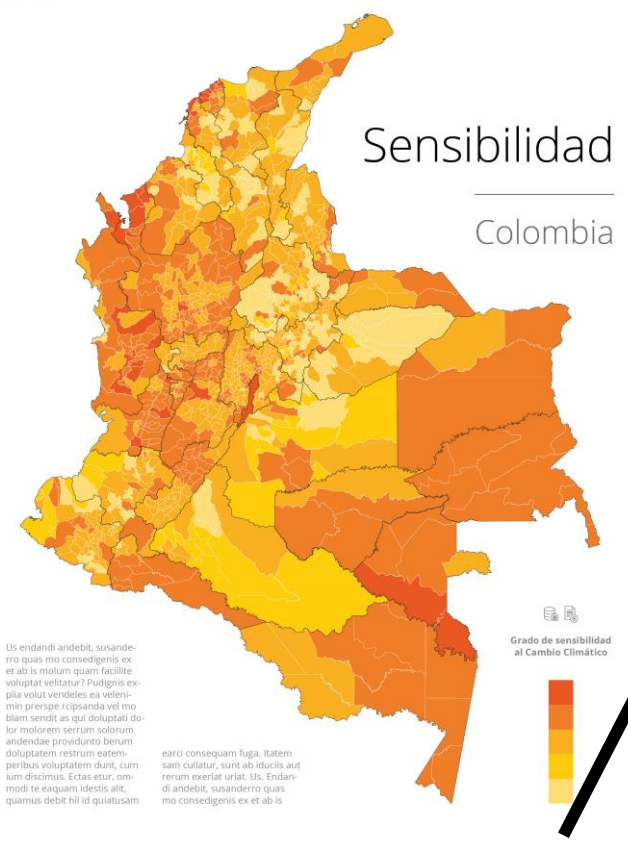 Sensibilidad
Colombia
Grado de sensibilidad
al Cambio Climático
Us endandi andebit, susande-
rro quas mo consedigenis ex
et ab is molum quam facillite
voluptat velitatur? Pudignis ex-
plia volut vendeles ea veleni-
min prerspe rcipsanda vel mo
blam sendit as qui doluptati do-
lor molorem serrum solorum
andendae providunto berum
doluptatem restrum eatem-
peribus voluptatem dunt, cum
ium discimus. Ectas etur, om-
modi te eaquam idestis alit,
quamus debit hil id quiatusam
earci consequam fuga. Itatem
sam cullatur, sunt ab iduciis aut
rerum exeriat uriat. Us. Endan-
di andebit, susanderro quas
mo consedigenis ex et ab is